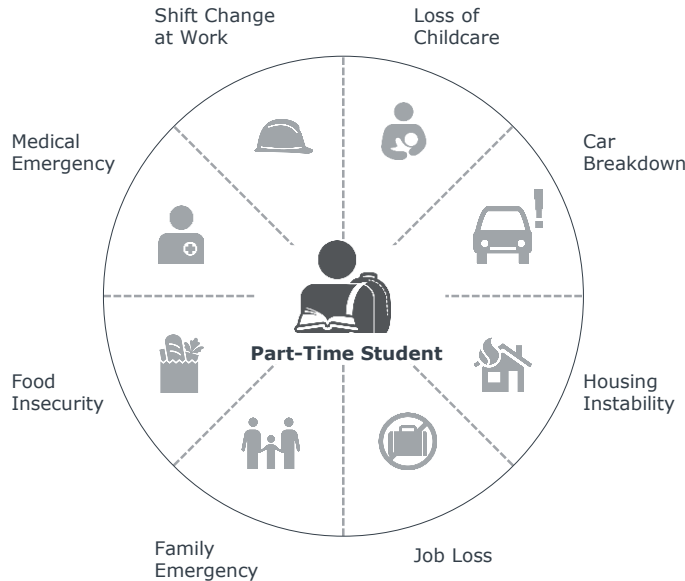 Shift Change
at Work
Loss of
Childcare
Medical
Emergency
Car
Breakdown
Part-Time Student
Food
Insecurity
Housing
Instability
Family
Emergency
Job Loss